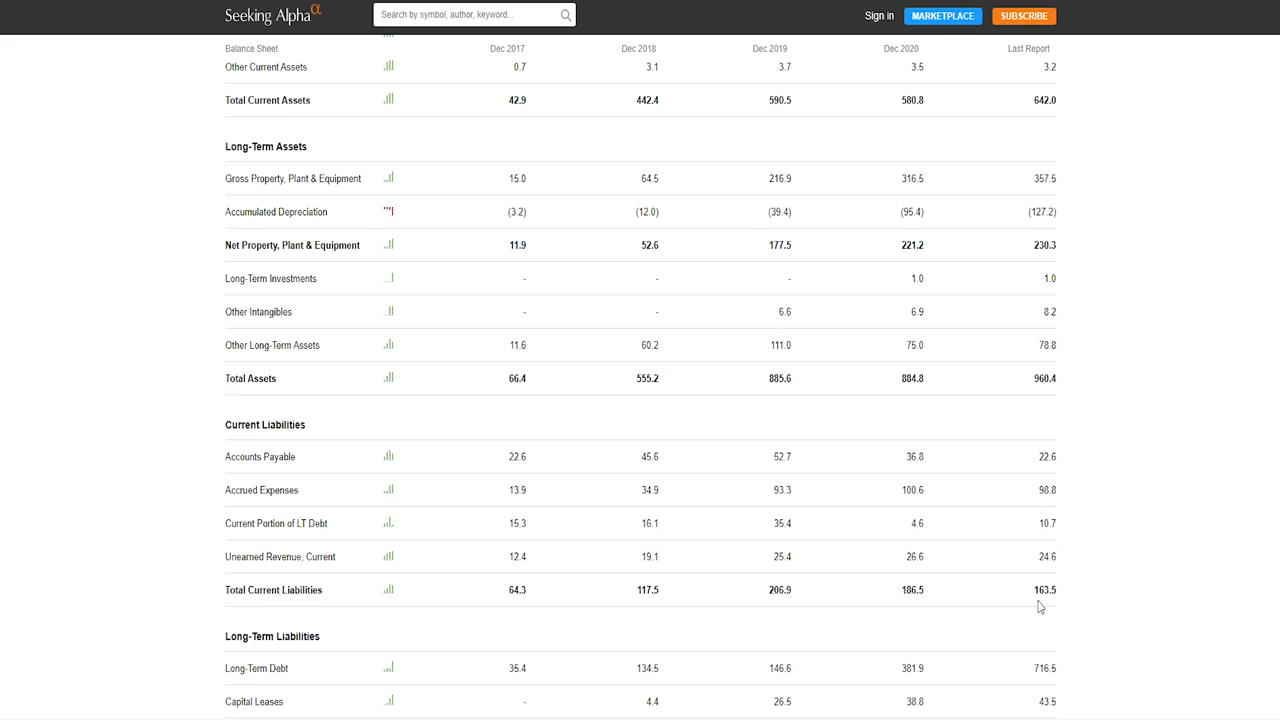 Seeking Alpha α Search by symbol, author, keyword... Sign in MARKETPLACE SUBSCRIBE
Balance Sheet Dec 2017 Dec 2018 Dec 2019 Dec 2020 Last Report
Other Current Assets 0.7 3.1 3.7 3.5 3.2
Total Current Assets 42.9 442.4 590.5 580.8 642.0
Long-Term Assets
Gross Property, Plant & Equipment 15.0 64.5 216.9 316.5 357.5
Accumulated Depreciation (3.2) (12.0) (39.4) (95.4) (127.2)
Net Property, Plant & Equipment 11.9 52.6 177.5 221.2 230.3
Long-Term Investments - - - 1.0 1.0
Other Intangibles - - 6.6 6.9 8.2
Other Long-Term Assets 11.6 60.2 111.0 75.0 78.8
Total Assets 66.4 555.2 885.6 884.8 960.4
Current Liabilities
Accounts Payable 22.6 45.6 52.7 36.8 22.6
Accrued Expenses 13.9 34.9 93.3 100.6 98.8
Current Portion of LT Debt 15.3 16.1 35.4 4.6 10.7
Unearned Revenue, Current 12.4 19.1 25.4 26.6 24.6
Total Current Liabilities 64.3 117.5 206.9 186.5 163.5
Long-Term Liabilities
Long-Term Debt 35.4 134.5 146.6 381.9 716.5
Capital Leases - 4.4 26.5 38.8 43.5